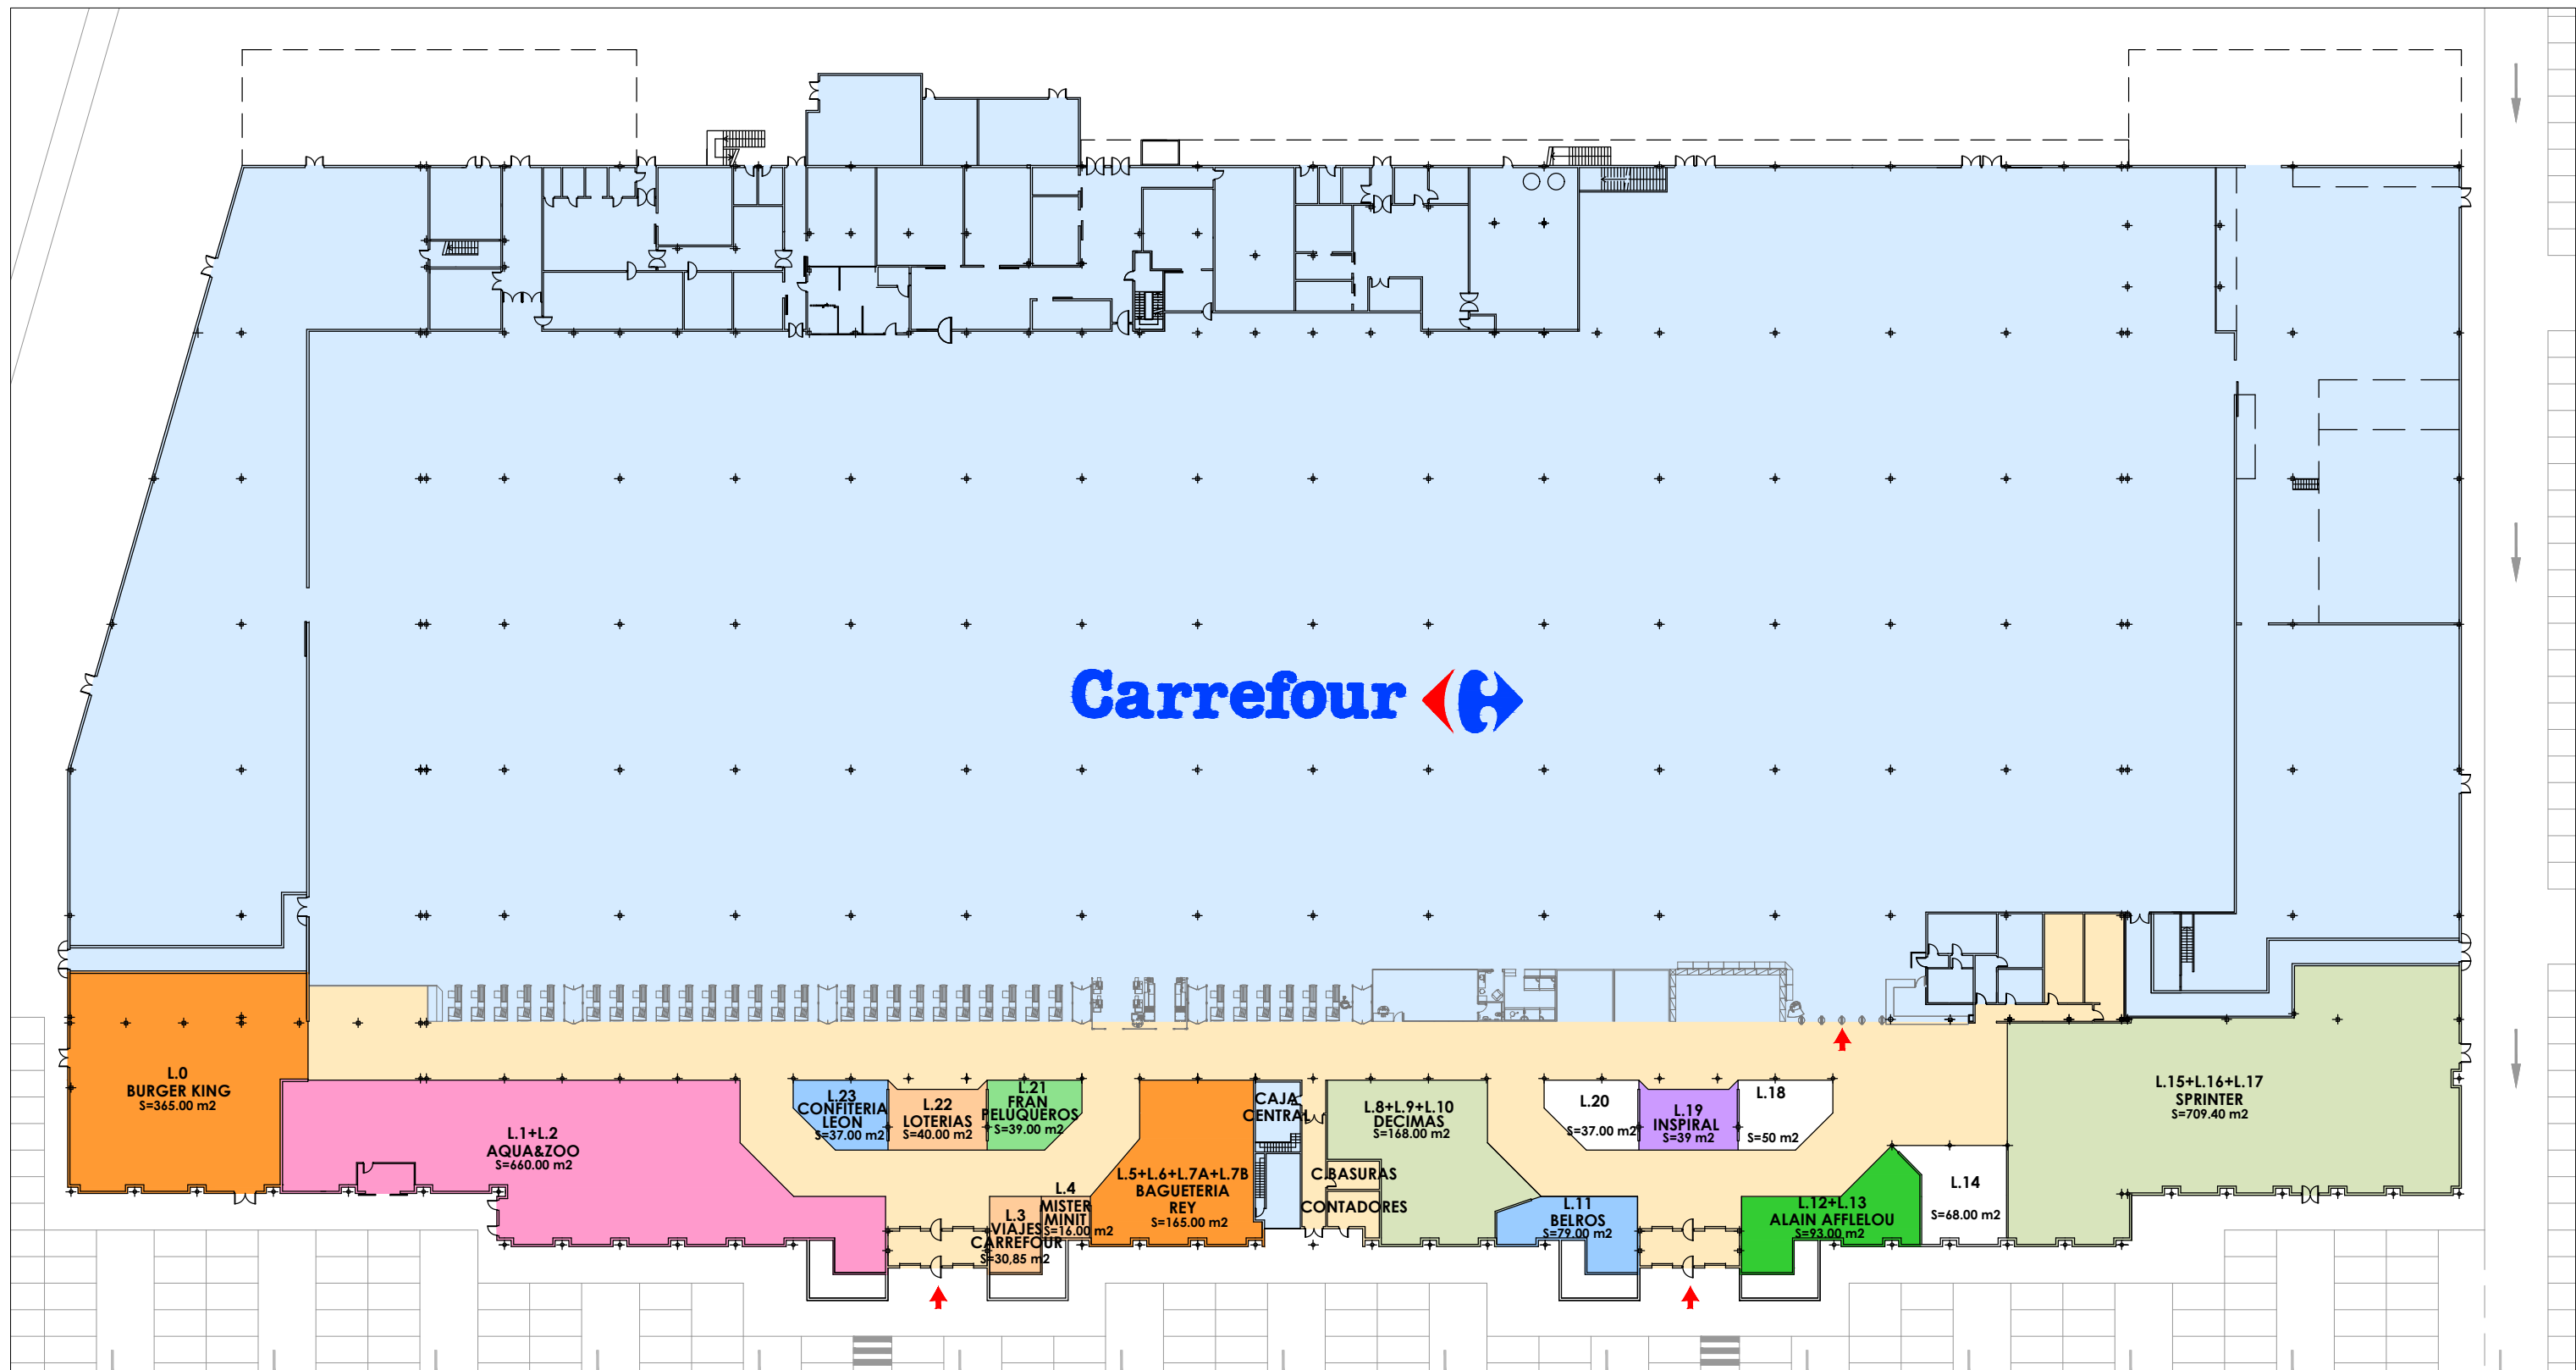 Carrefour
L.0
BURGER KING
S=365.00 m2
L.1+L.2
AQUA&ZOO
S=660.00 m2
L.23
CONFITERIA
LEON
S=37.00 m2
L.22
LOTERIAS
S=40.00 m2
L.21
FRAN
PELUQUEROS
S=39.00 m2
L.3
VIAJES
CARREFOUR
S=30,85 m2
L.4
MISTER
MINIT
S=16.00 m2
L.5+L.6+L.7A+L.7B
BAGUETERIA
REY
S=165.00 m2
CAJA
CENTRAL
C.BASURAS
CONTADORES
L.8+L.9+L.10
DECIMAS
S=168.00 m2
L.11
BELROS
S=79.00 m2
L.20
S=37.00 m2
L.19
INSPIRAL
S=39 m2
L.18
S=50 m2
L.12+L.13
ALAIN AFFLELOU
S=93.00 m2
L.14
S=68.00 m2
L.15+L.16+L.17
SPRINTER
S=709.40 m2